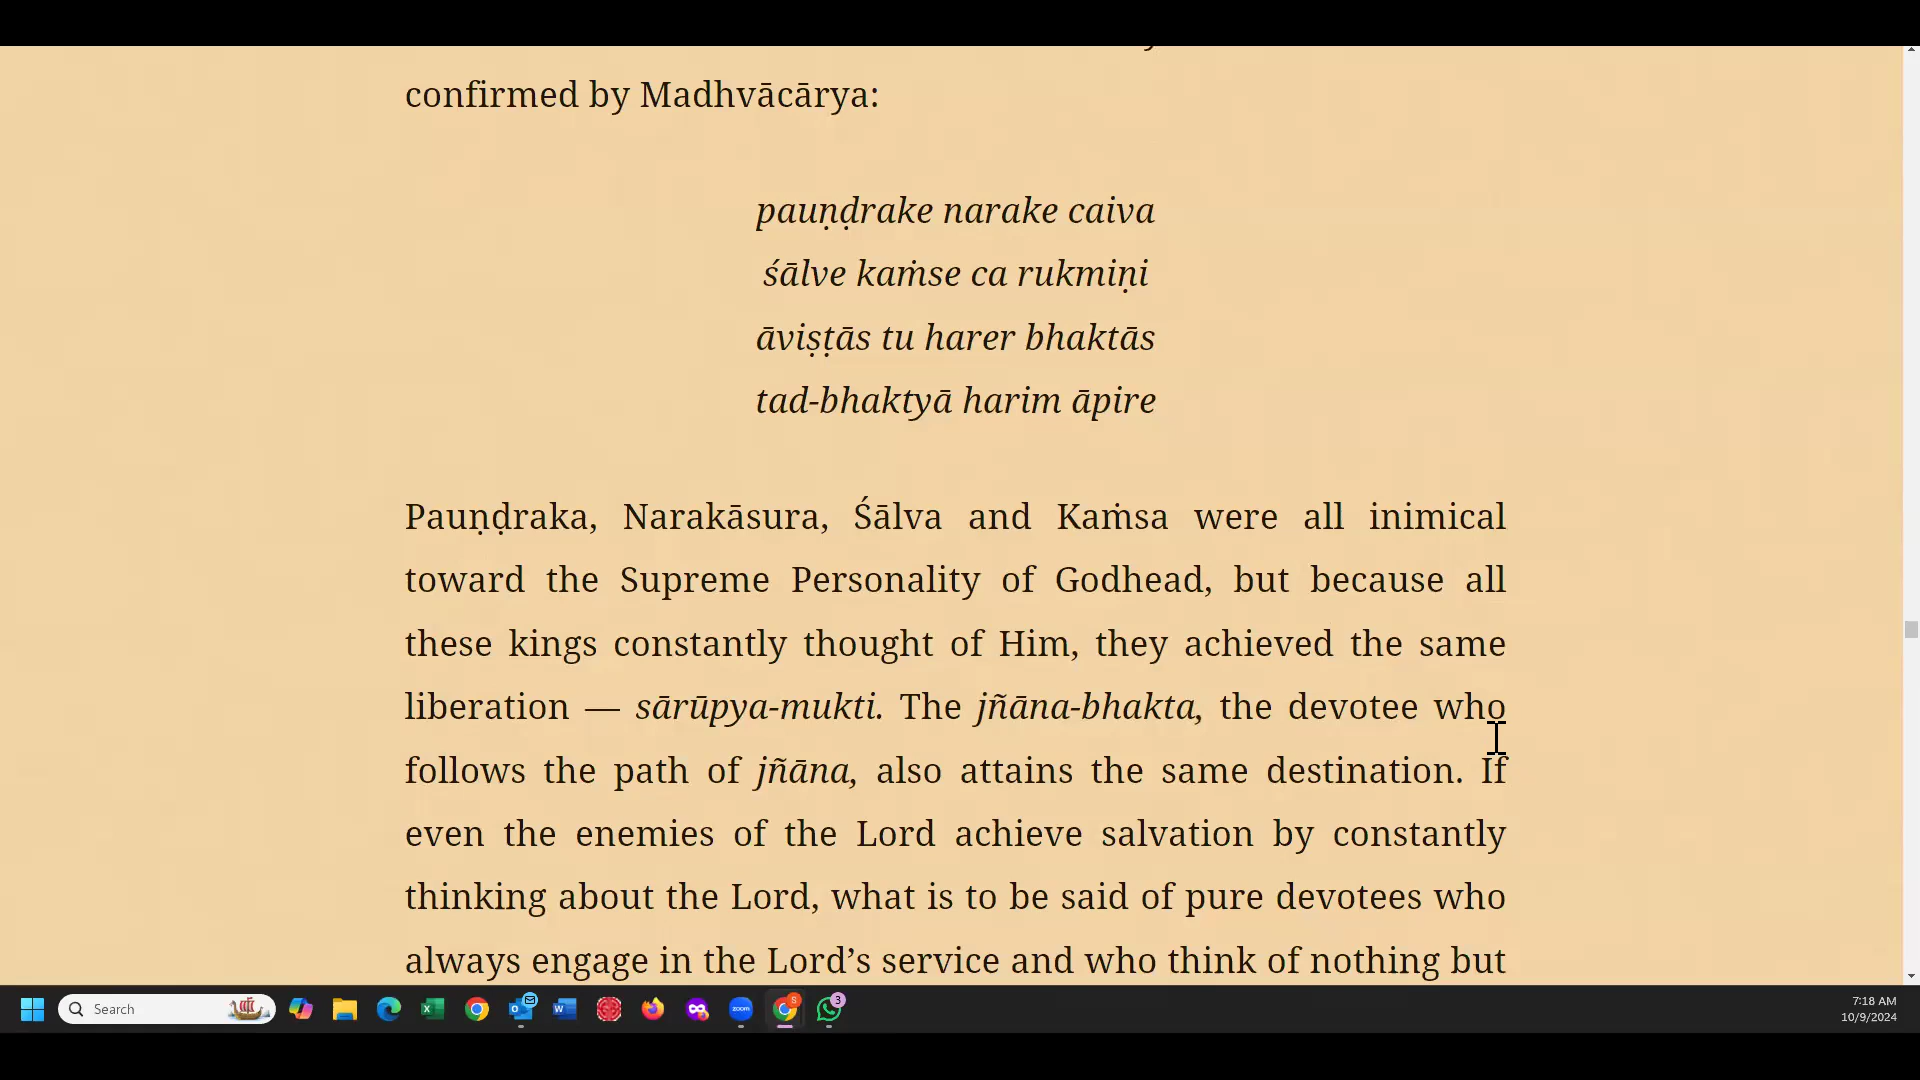 confirmed by Madhvācārya:
pauṇḍrake narake caiva
śālve kaṁse ca rukmiṇi
āviṣṭās tu harer bhaktās
tad-bhaktyā harim āpire
Pauṇḍraka, Narakāsura, Śālva and Kaṁsa were all inimical
toward the Supreme Personality of Godhead, but because all
these kings constantly thought of Him, they achieved the same
liberation — sārūpya-mukti. The jñāna-bhakta, the devotee who
follows the path of jñāna, also attains the same destination. If
even the enemies of the Lord achieve salvation by constantly
thinking about the Lord, what is to be said of pure devotees who
always engage in the Lord’s service and who think of nothing but
Search
zoom
S
3
7:18 AM
10/9/2024